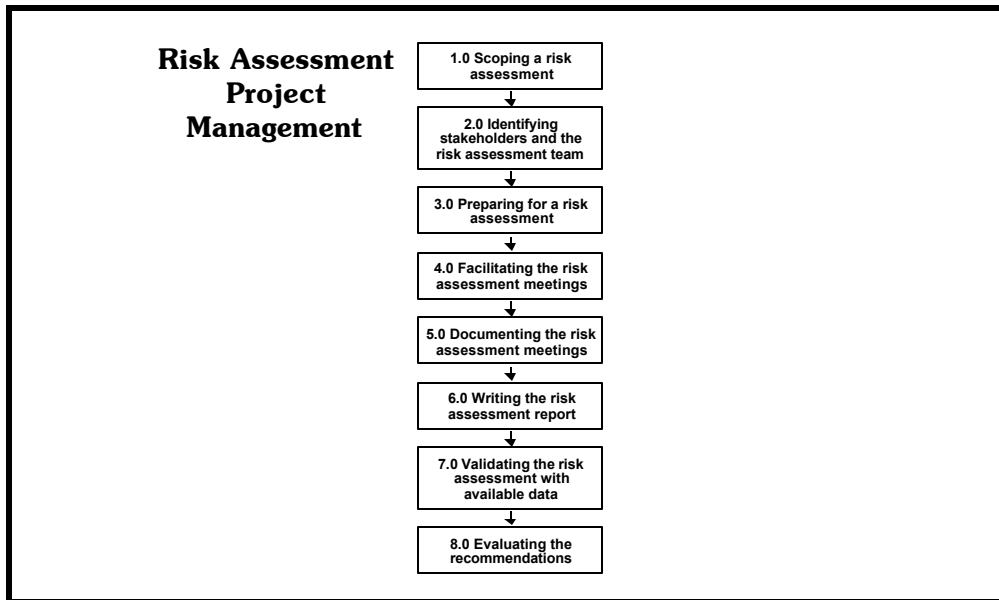 Risk Assessment
Project
Management
1.0 Scoping a risk
assessment
2.0 Identifying
stakeholders and the
risk assessment team
3.0 Preparing for a risk
assessment
4.0 Facilitating the risk
assessment meetings
5.0 Documenting the risk
assessment meetings
6.0 Writing the risk
assessment report
7.0 Validating the risk
assessment with
available data
8.0 Evaluating the
recommendations